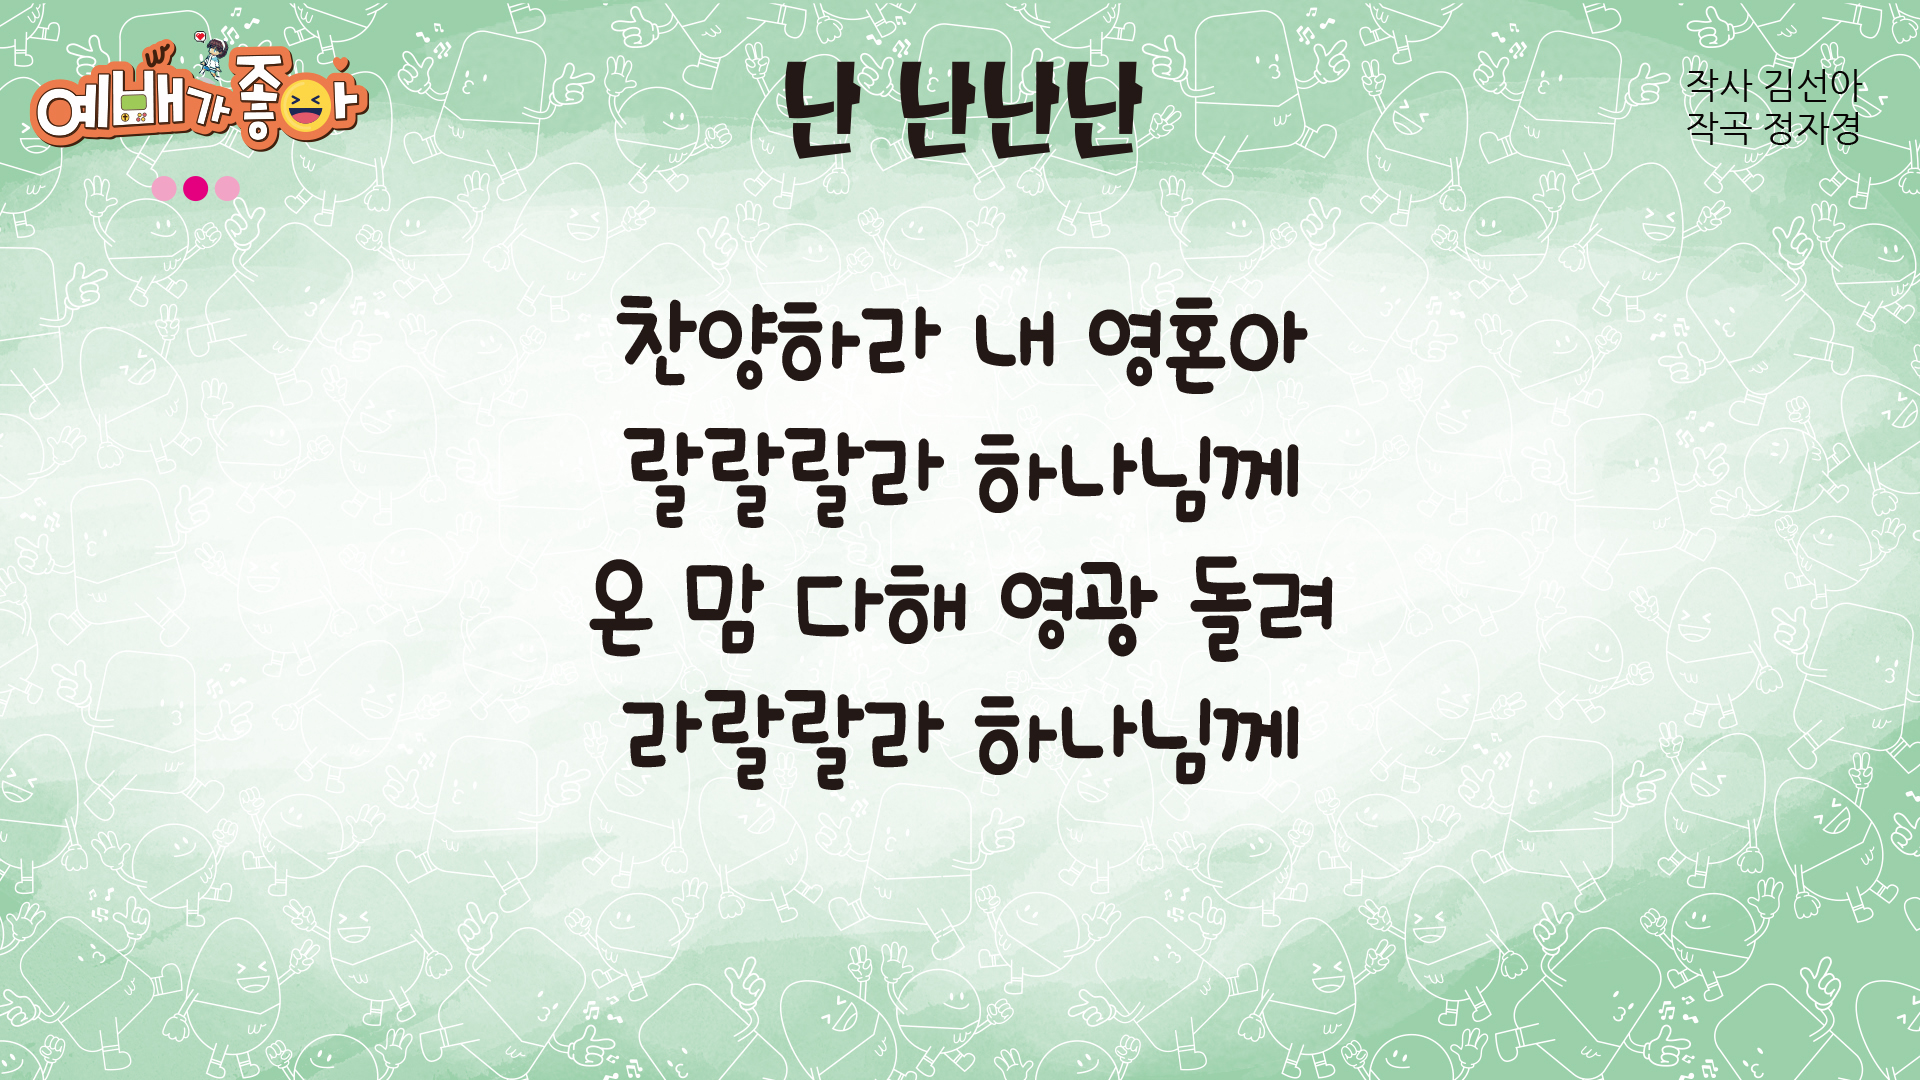 예배가 좋아
난 난난난
작사 김선아
작곡 정자경
찬양하라 내 영혼아
랄랄랄라 하나님께
온 맘 다해 영광 돌려
라랄랄라 하나님께